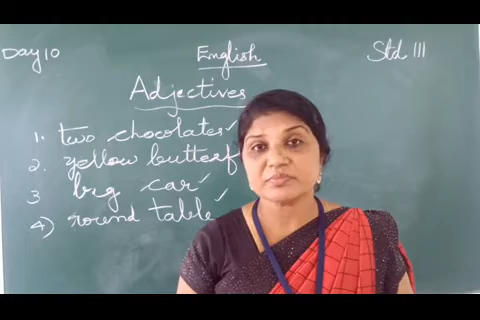 Day 10 English Std III
Adjectives
1. two chocolates ✓
2. yellow butterf
3 big car ✓
4) round table ✓